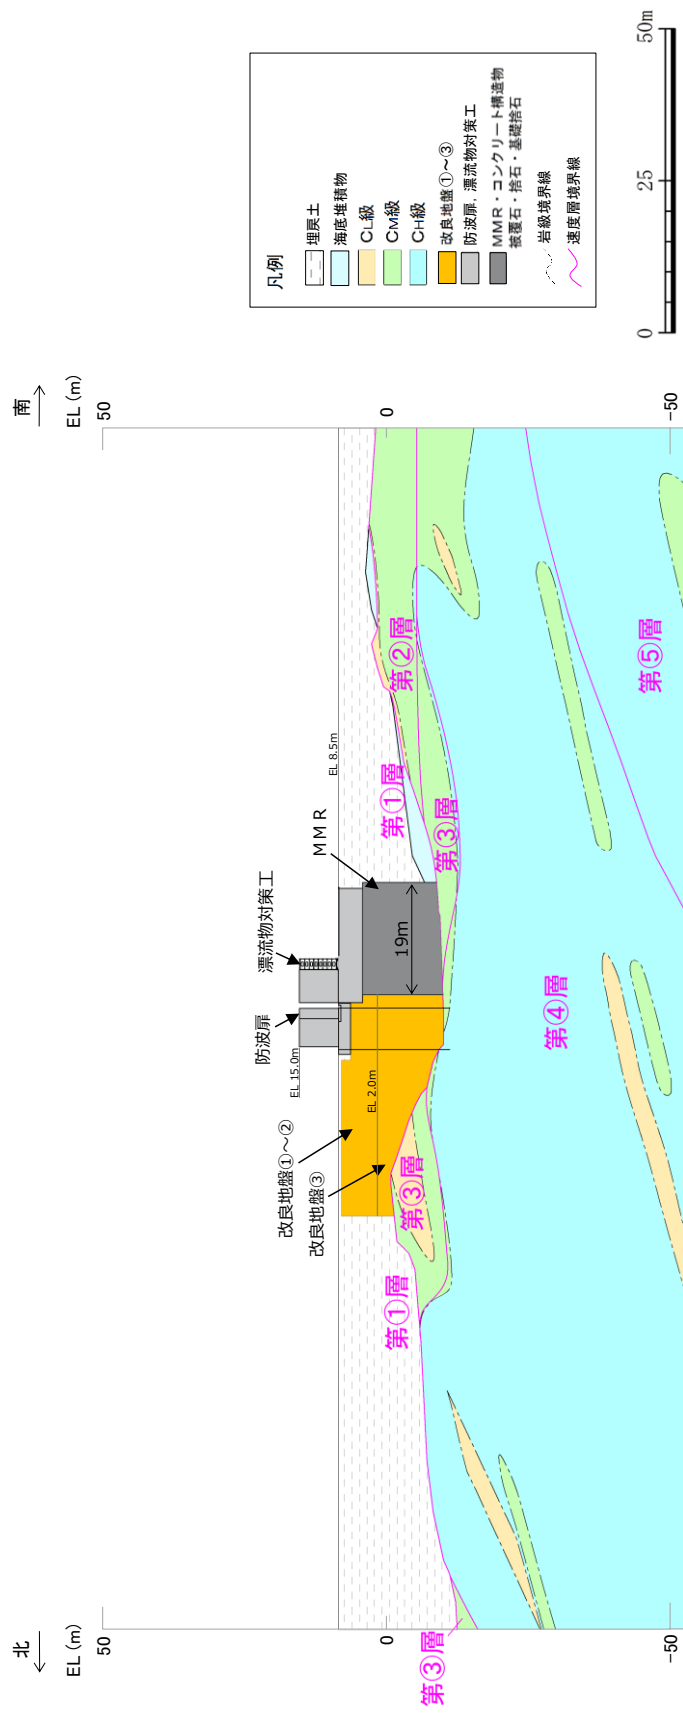 北
南
EL (m)
EL (m)
50
0
-50
50
0
-50
防波扉
漂流物対策工
MMR
改良地盤①~②
改良地盤③
EL 15.0m
EL 2.0m
EL 8.5m
19m
第①層
第①層
第②層
第③層
第③層
第③層
第④層
第⑤層
凡例
埋戻土
海底堆積物
CL級
CM級
CH級
改良地盤①~③
防波扉, 漂流物対策工
MMR・コンクリート構造物
被覆石・捨石・基礎捨石
岩級境界線
速度層境界線
0
25
50m